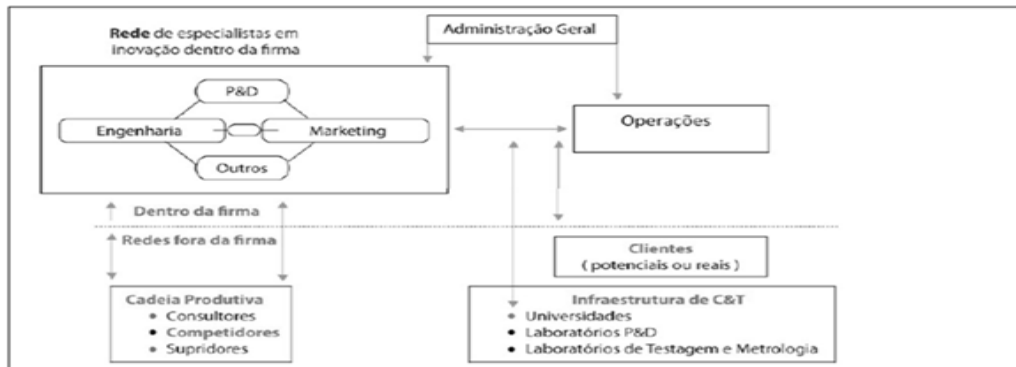 Rede de especialistas em
inovação dentro da firma
Administração Geral
P&D
Engenharia
Marketing
Outros
Operações
Dentro da firma
Redes fora da firma
Clientes
( potenciais ou reais )
Cadeia Produtiva
• Consultores
• Competidores
• Supridores
Infraestrutura de C&T
• Universidades
• Laboratórios P&D
• Laboratórios de Testagem e Metrologia